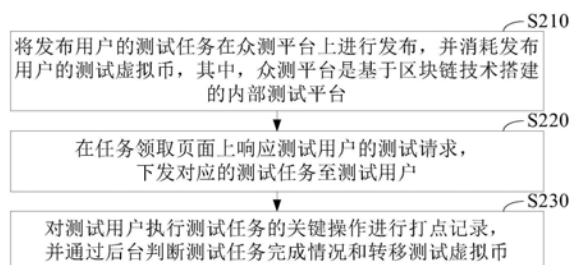 S210
将发布用户的测试任务在众测平台上进行发布，并消耗发布
用户的测试虚拟币，其中，众测平台是基于区块链技术搭建
的内部测试平台
S220
在任务领取页面上响应测试用户的测试请求，
下发对应的测试任务至测试用户
S230
对测试用户执行测试任务的关键操作进行打点记录，
并通过后台判断测试任务完成情况和转移测试虚拟币